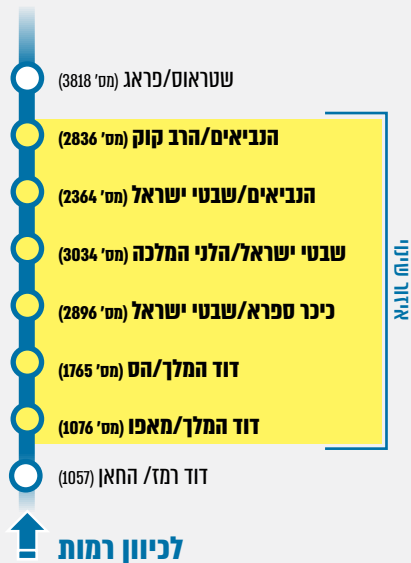 שטראוס/פראג (מס' 3818)
הנביאים/הרב קוק (מס' 2836)
הנביאים/שבטי ישראל (מס' 2364)
שבטי ישראל/הלני המלכה (מס' 3034)
כיכר ספרא/שבטי ישראל (מס' 2896)
דוד המלך/הס (מס' 1765)
דוד המלך/מאפו (מס' 1076)
איזור שינוי
דוד רמז/ החאן (1057)
לכיוון רמות